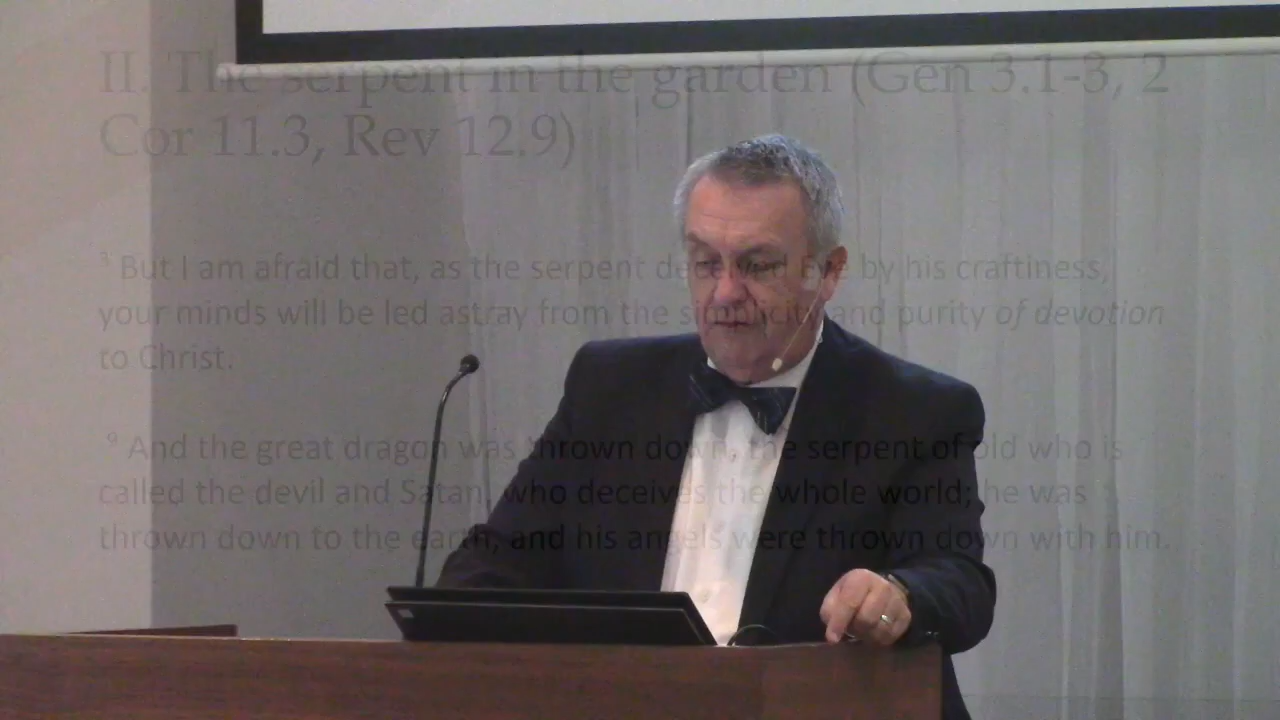 II. The serpent in the garden (Gen 3.1-3, 2
Cor 11.3, Rev 12.9)
3 But I am afraid that, as the serpent by his craftiness,
your minds will be led astray from the simplicity and purity of devotion
to Christ.
9 And the great dragon was thrown down, the serpent of old who is
called the devil and Satan, who deceives the whole world; he was
thrown down to the earth, and his angels were thrown down with him.